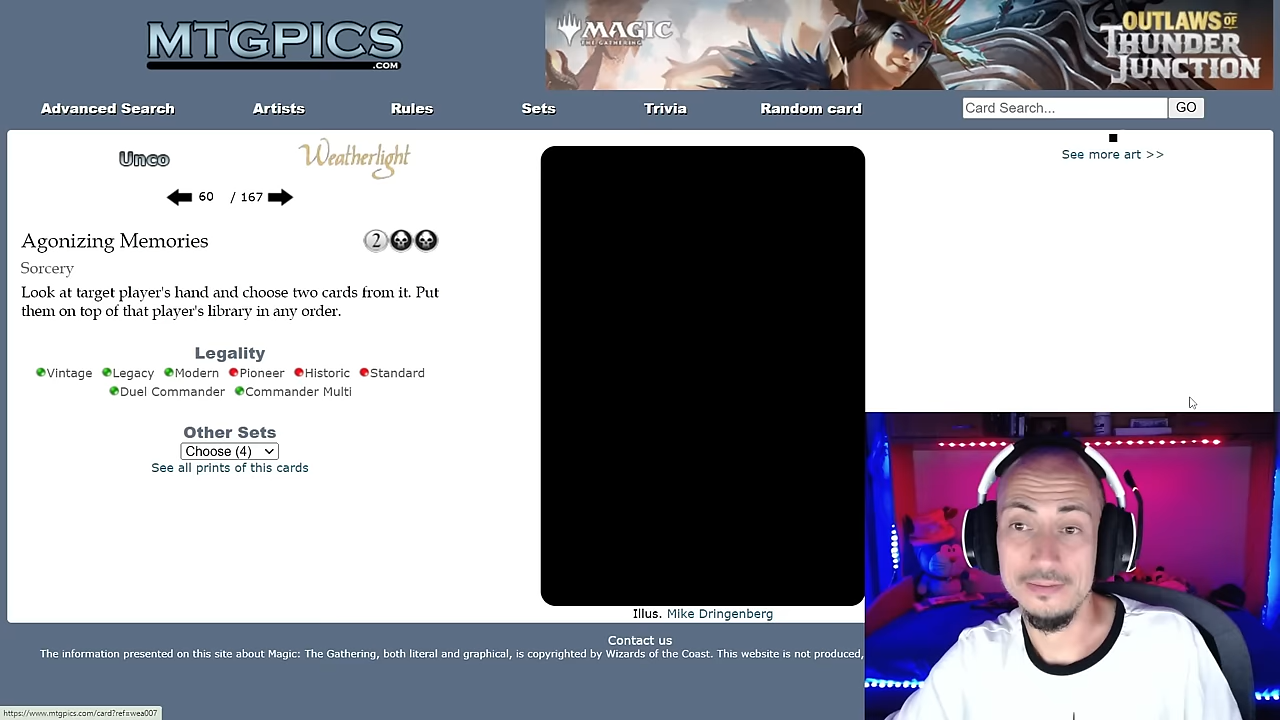 MTGPICS
.COM
MAGIC
THE GATHERING
OUTLAWS OF
THUNDER
JUNCTION
Advanced Search
Artists
Rules
Sets
Trivia
Random card
Card Search...
GO
Unco
Weatherlight
60 / 167
See more art >>
Agonizing Memories
2
Sorcery
Look at target player's hand and choose two cards from it. Put
them on top of that player's library in any order.
Legality
Vintage Legacy Modern Pioneer Historic Standard
Duel Commander Commander Multi
Other Sets
Choose (4)
See all prints of this cards
Illus. Mike Dringenberg
Contact us
The information presented on this site about Magic: The Gathering, both literal and graphical, is copyrighted by Wizards of the Coast. This website is not produced,
https://www.mtgpics.com/card?ref=wea007